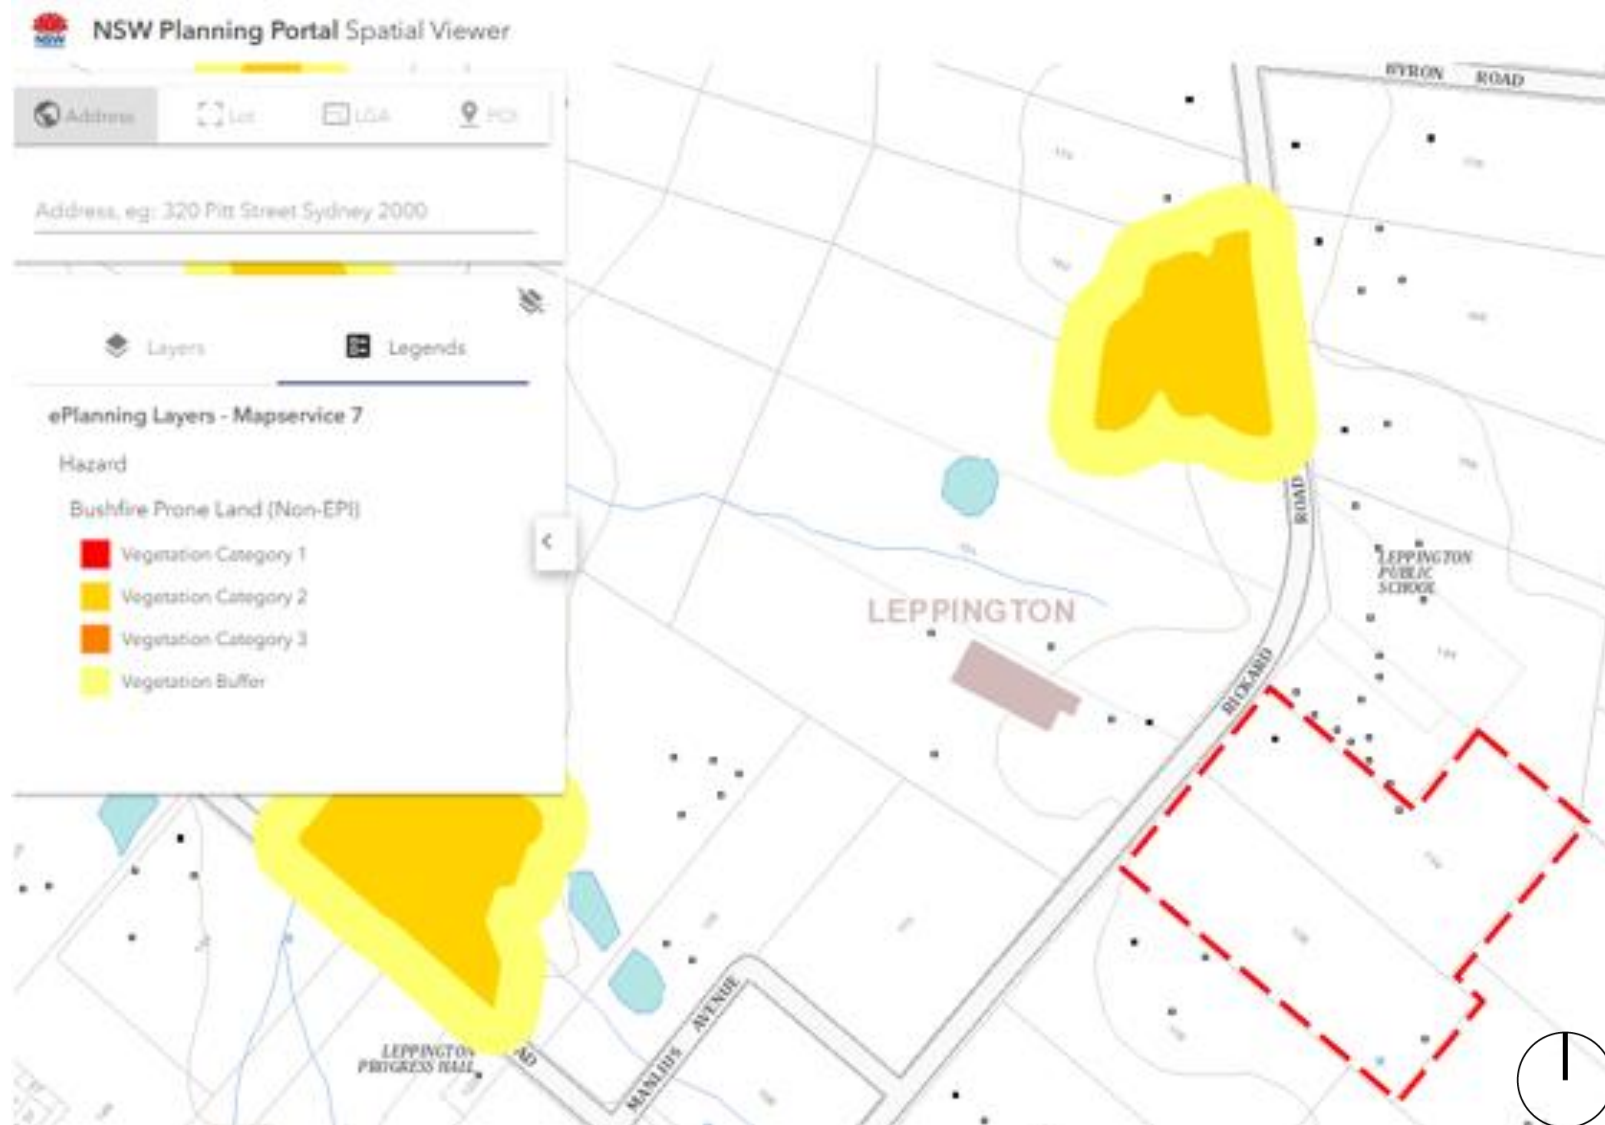 NSW Planning Portal Spatial Viewer
NSW
Address
Lot
LGA
POI
Address, eg: 320 Pitt Street Sydney 2000
Layers
Legends
ePlanning Layers - Mapservice 7
Hazard
Bushfire Prone Land (Non-EPI)
Vegetation Category 1
Vegetation Category 2
Vegetation Category 3
Vegetation Buffer
BYRON ROAD
ROAD
LEPPINGTON
PUBLIC
SCHOOL
LEPPINGTON
RICKARD
MANLIUS AVENUE
LEPPINGTON
PROGRESS HALL
AD